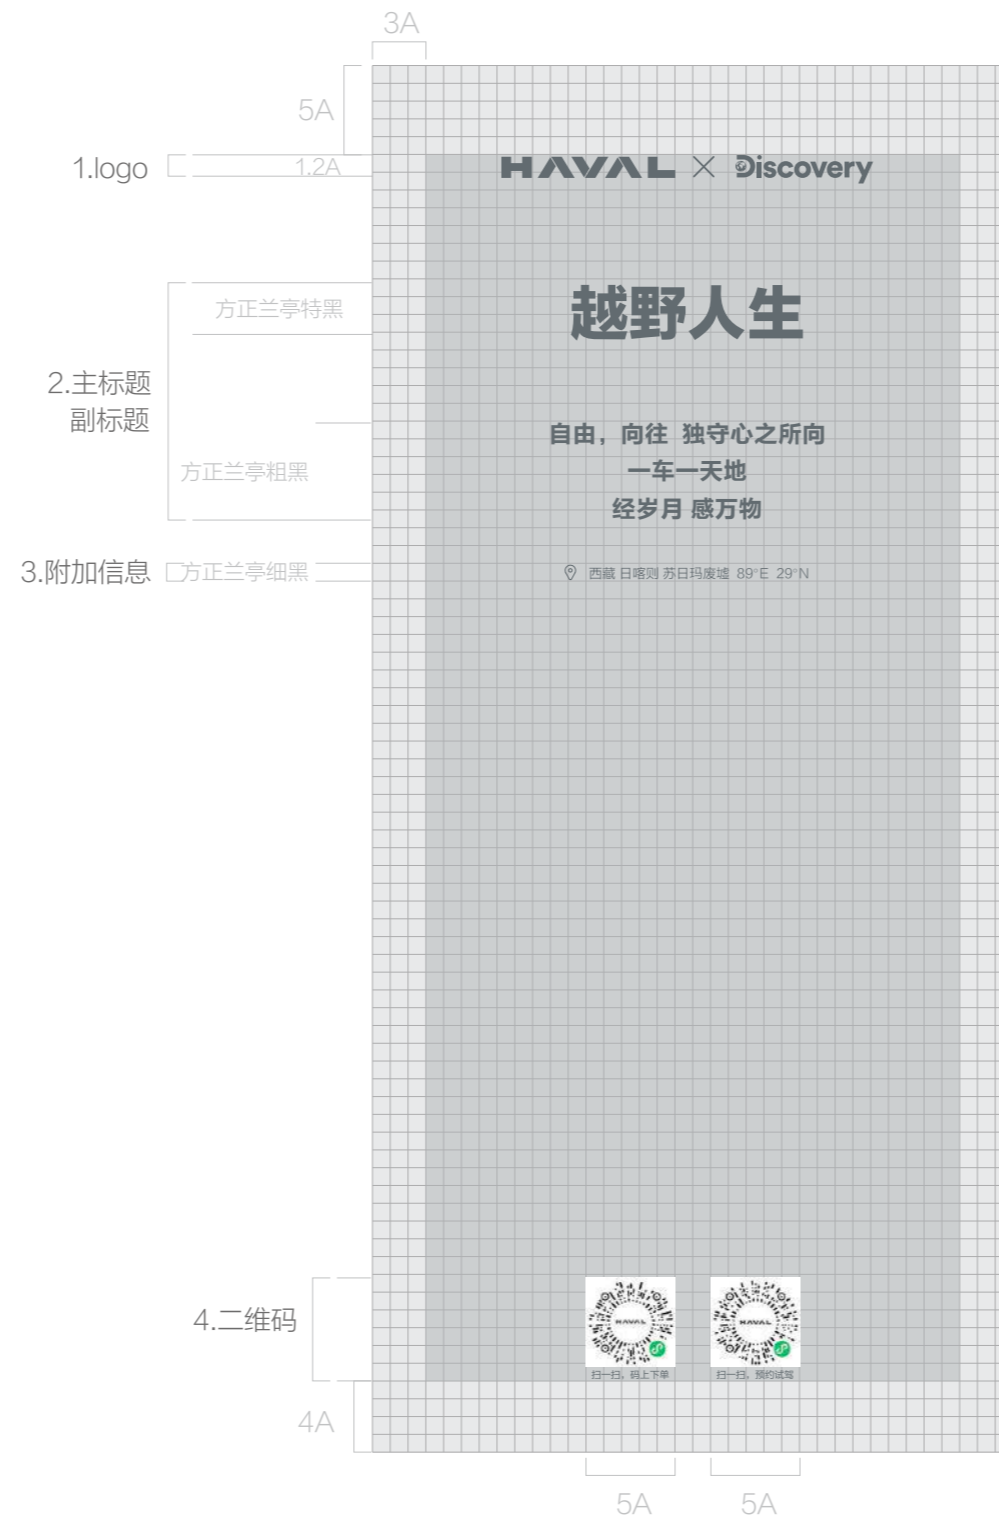 3A
5A
1.logo
1.2A
HAVAL × Discovery
方正兰亭特黑
越野人生
2.主标题
副标题
自由，向往 独守心之所向
方正兰亭粗黑
一车一天地
经岁月 感万物
3.附加信息
方正兰亭细黑
西藏 日喀则 苏日玛废墟 89°E 29°N
4.二维码
HAVAL
HAVAL
扫一扫，码上下单
扫一扫，预约试驾
4A
5A
5A